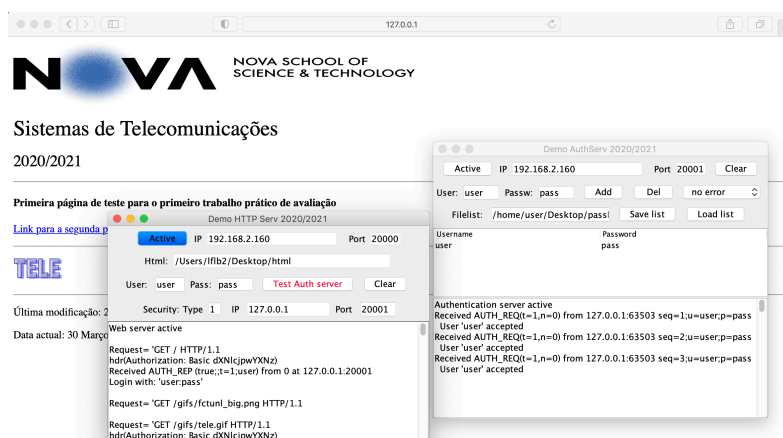 127.0.0.1
NOVA
NOVA SCHOOL OF
SCIENCE & TECHNOLOGY
Sistemas de Telecomunicações
2020/2021
Primeira página de teste para o primeiro trabalho prático de avaliação
Link para a segunda p
TELE
Última modificação: 2
Data actual: 30 Março
Demo HTTP Serv 2020/2021
Active IP 192.168.2.160 Port 20000
Html: /Users/lflb2/Desktop/html
User: user Pass: pass Test Auth server Clear
Security: Type 1 IP 127.0.0.1 Port 20001
Web server active
Request= 'GET / HTTP/1.1
hdr(Authorization: Basic dXNlcjpwYXNz)
Received AUTH_REP (true;;t=1;user) from 0 at 127.0.0.1:20001
Login with: 'user:pass'
Request= 'GET /gifs/fctunl_big.png HTTP/1.1
Request= 'GET /gifs/tele.gif HTTP/1.1
hdr(Authorization: Basic dXNlcjpwYXNz)
Demo AuthServ 2020/2021
Active IP 192.168.2.160 Port 20001 Clear
User: user Passw: pass Add Del no error
Filelist: /home/user/Desktop/passl Save list Load list
Username Password
user pass
Authentication server active
Received AUTH_REQ(t=1,n=0) from 127.0.0.1:63503 seq=1;u=user;p=pass
User 'user' accepted
Received AUTH_REQ(t=1,n=0) from 127.0.0.1:63503 seq=2;u=user;p=pass
User 'user' accepted
Received AUTH_REQ(t=1,n=0) from 127.0.0.1:63503 seq=3;u=user;p=pass
User 'user' accepted